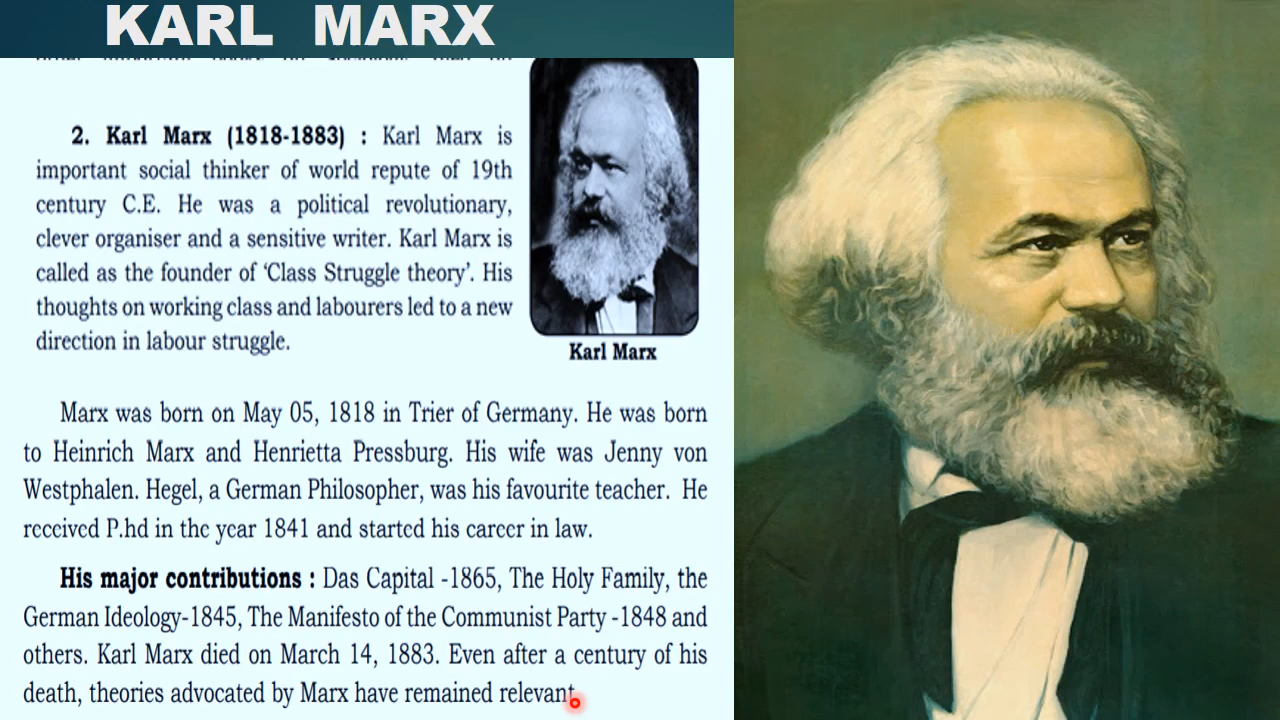 KARL MARX
2. Karl Marx (1818-1883) : Karl Marx is
important social thinker of world repute of 19th
century C.E. He was a political revolutionary,
clever organiser and a sensitive writer. Karl Marx is
called as the founder of ‘Class Struggle theory’. His
thoughts on working class and labourers led to a new
direction in labour struggle.
Karl Marx
Marx was born on May 05, 1818 in Trier of Germany. He was born
to Heinrich Marx and Henrietta Pressburg. His wife was Jenny von
Westphalen. Hegel, a German Philosopher, was his favourite teacher. He
received P.hd in the year 1841 and started his career in law.
His major contributions : Das Capital -1865, The Holy Family, the
German Ideology-1845, The Manifesto of the Communist Party -1848 and
others. Karl Marx died on March 14, 1883. Even after a century of his
death, theories advocated by Marx have remained relevant.